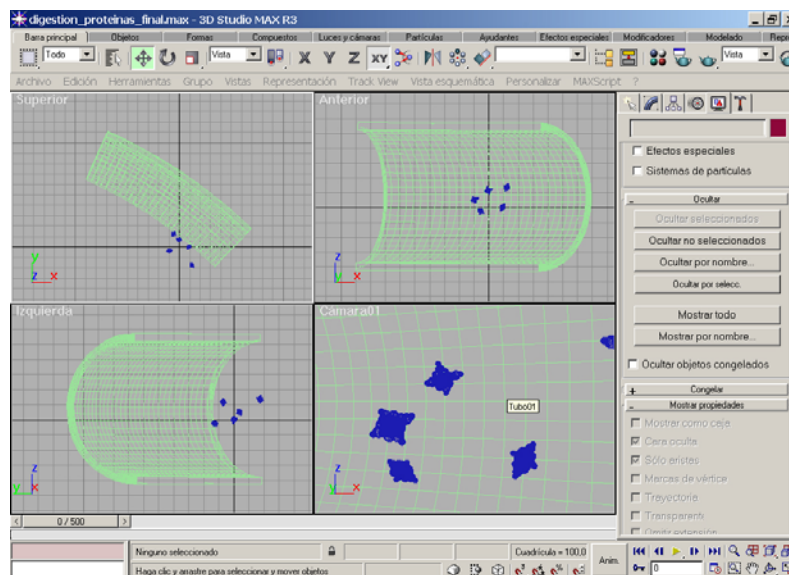 digestion_proteinas_final.max - 3D Studio MAX R3
Barra principal Objetos Formas Compuestos Luces y cámaras Partículas Ayudantes Efectos especiales Modificadores Modelado
Todo Vista X Y Z XY Vista
Archivo Edición Herramientas Grupo Vistas Representación Track View Vista esquemática Personalizar MAXScript ?
Superior
Anterior
y
z x
z
x
Efectos especiales
Sistemas de partículas
- Ocultar
Ocultar seleccionados
Ocultar no seleccionados
Ocultar por nombre...
Ocultar por selecc.
Mostrar todo
Mostrar por nombre...
Ocultar objetos congelados
+ Congelar
- Mostrar propiedades
Mostrar como caja
Cara oculta
Sólo aristas
Marcas de vértice
Trayectoria
Transparente
Omitir extensión
Izquierda
Cámara01
Tubo01
z
y x
z
y x
< 0 / 500 >
Ninguno seleccionado
Cuadrícula = 100,0
Anim.
Haga clic y arrastre para seleccionar y mover objetos
0